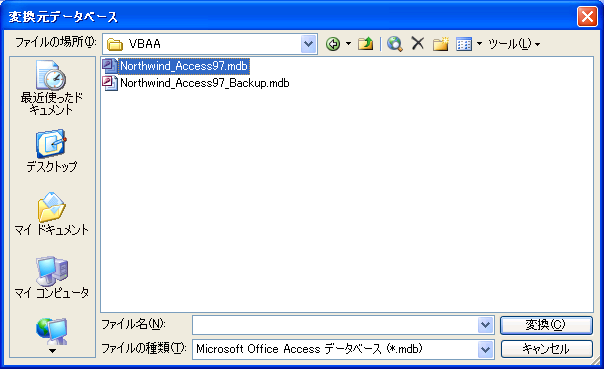 変換元データベース
ファイルの場所(I):
VBAA
ツール(L)
最近使ったド
キュメント
デスクトップ
マイ ドキュメント
マイ コンピュータ
Northwind_Access97.mdb
Northwind_Access97_Backup.mdb
ファイル名(N):
変換(C)
ファイルの種類(T):
Microsoft Office Access データベース (*.mdb)
キャンセル